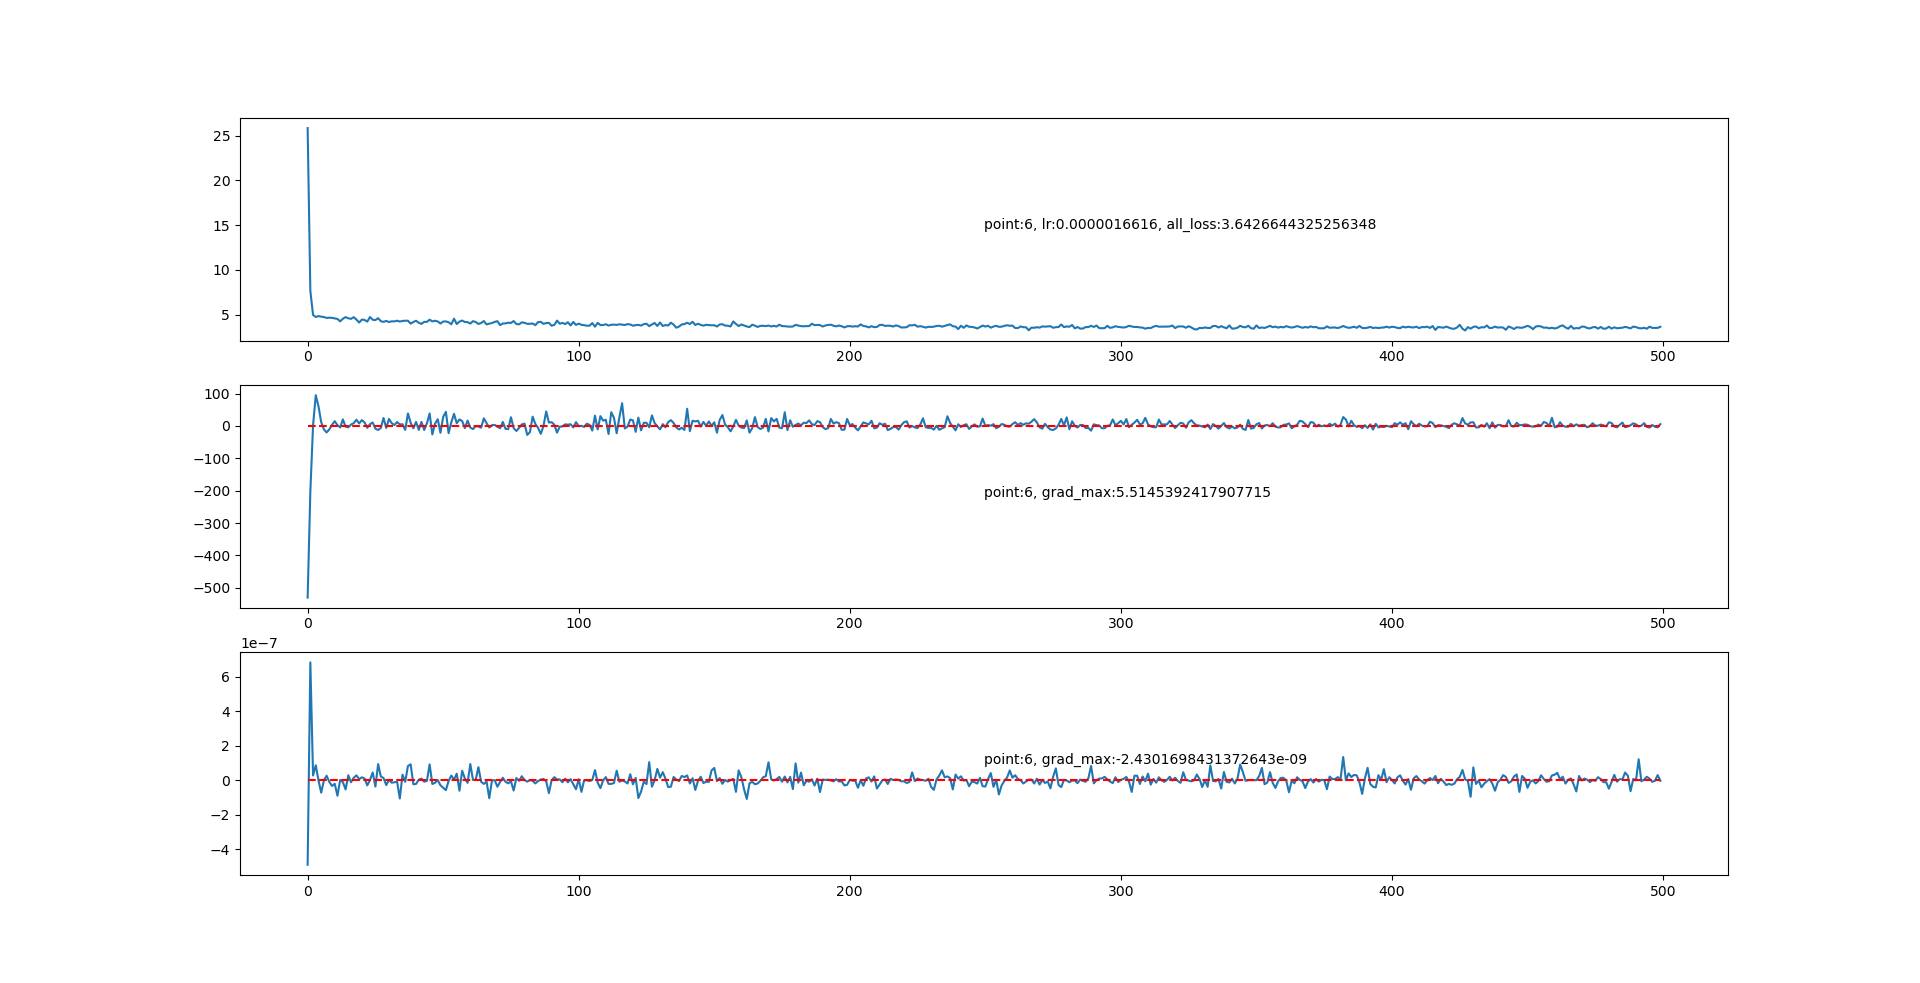 25
20
15
10
5
point:6, lr:0.0000016616, all_loss:3.6426644325256348
0 100 200 300 400 500
100
0
−100
−200
−300
−400
−500
point:6, grad_max:5.5145392417907715
0 100 200 300 400 500
1e−7
6
4
2
0
−2
−4
point:6, grad_max:-2.4301698431372643e-09
0 100 200 300 400 500